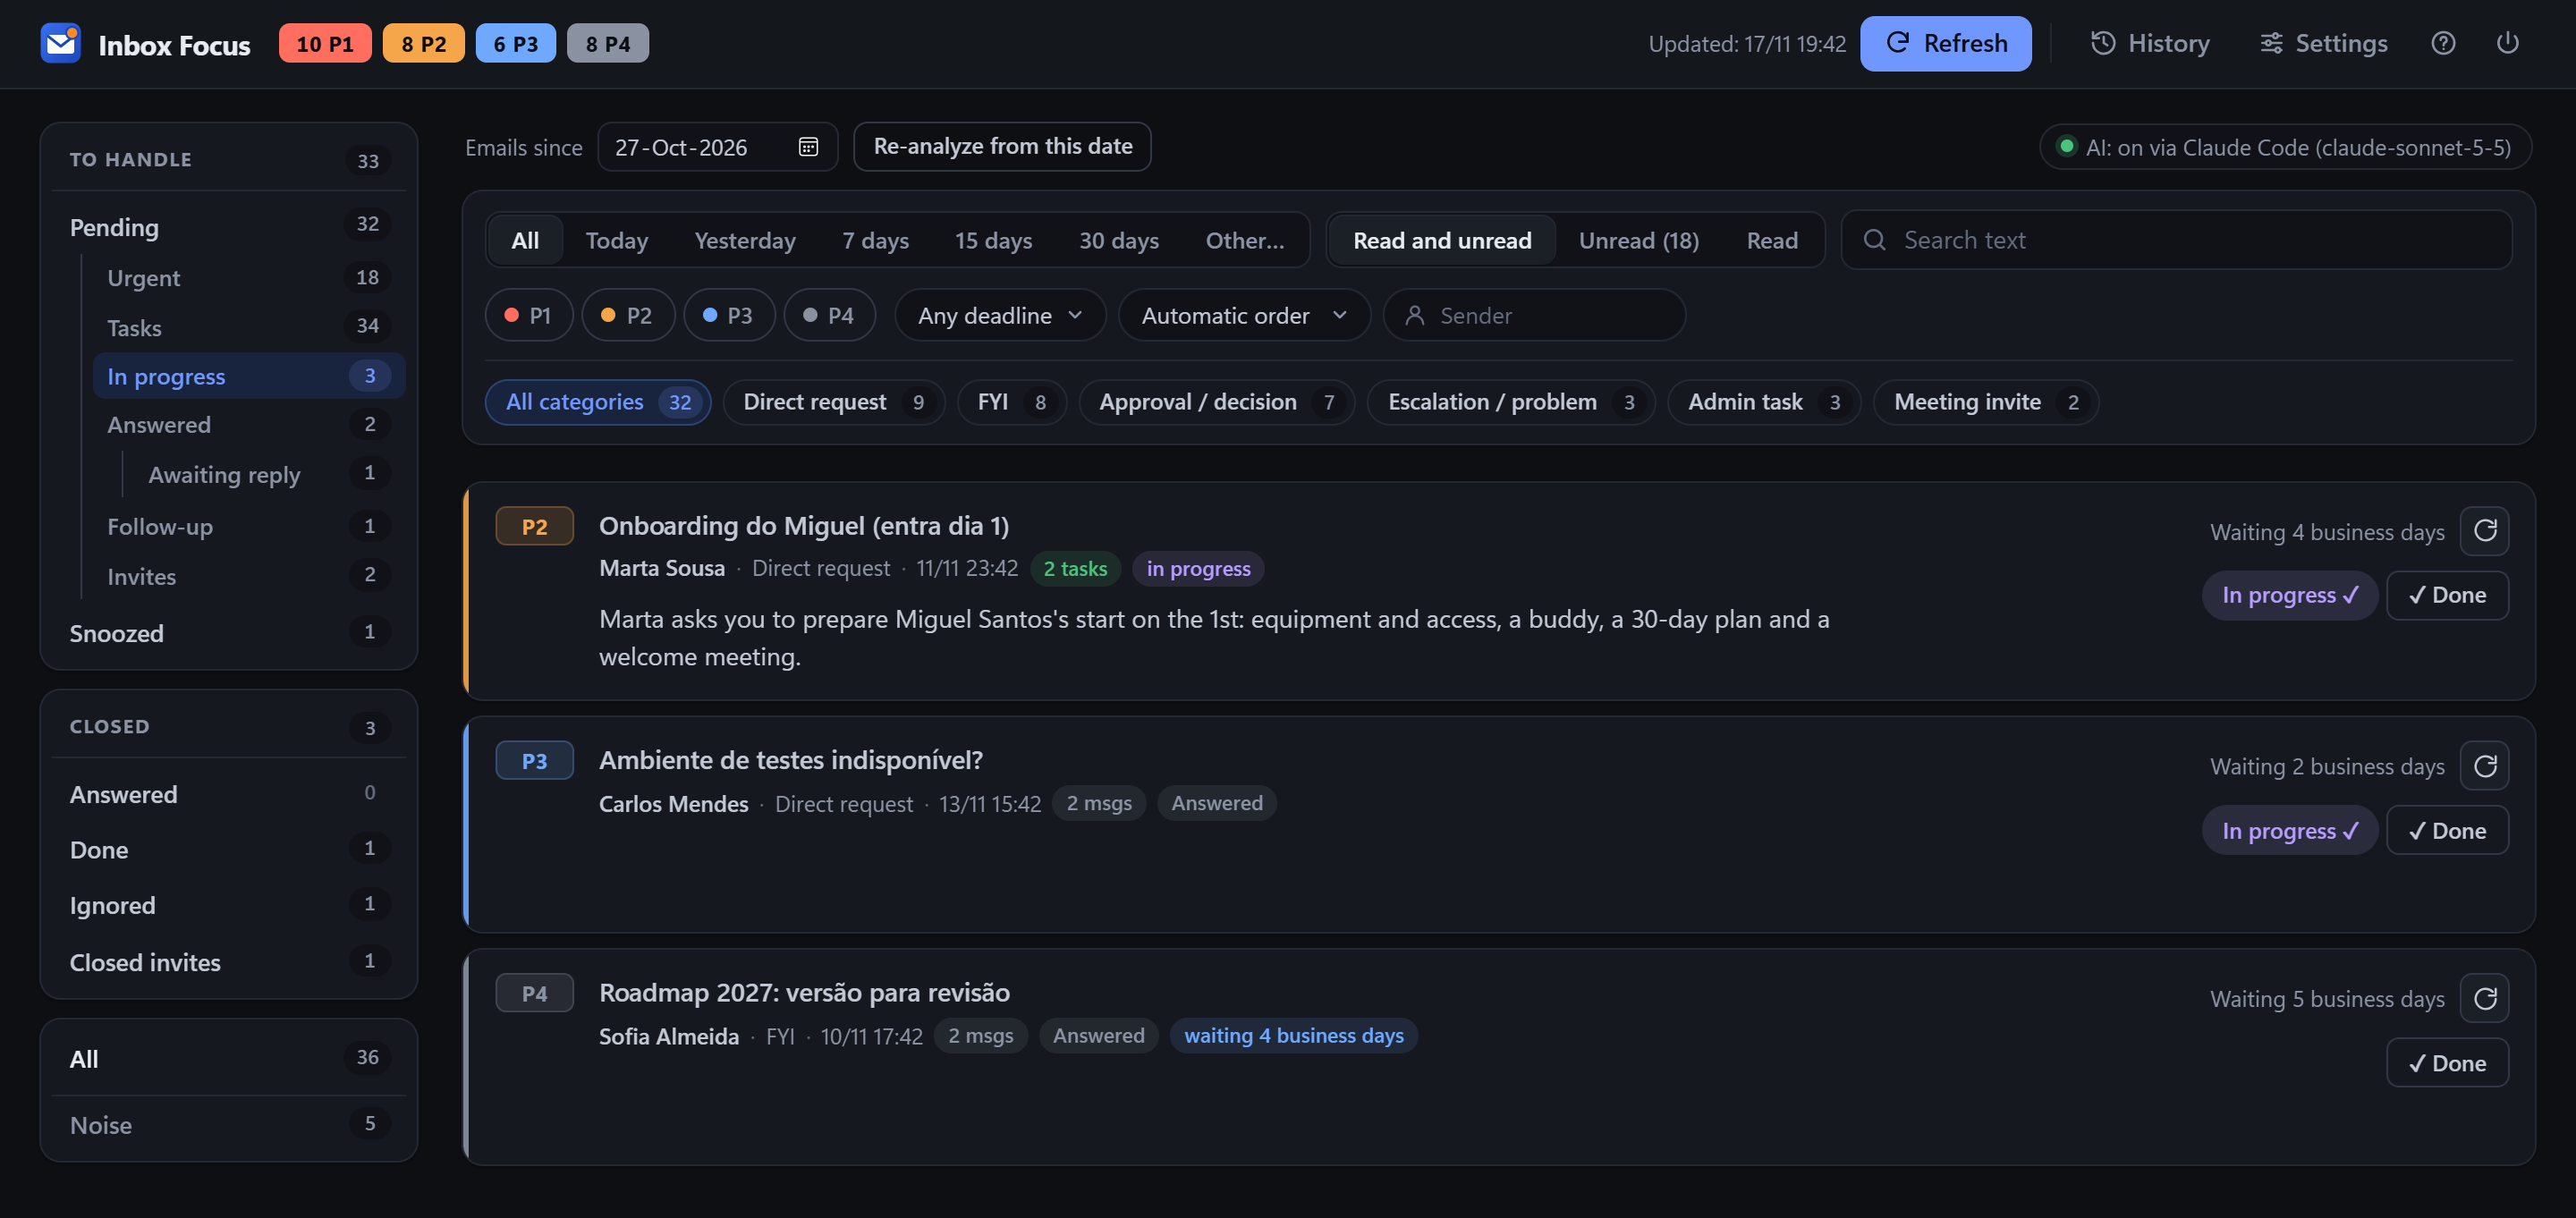 Inbox Focus 10 P1 8 P2 6 P3 8 P4 Updated: 17/11 19:42 Refresh History Settings
TO HANDLE 33
Pending 32
Urgent 18
Tasks 34
In progress 3
Answered 2
Awaiting reply 1
Follow-up 1
Invites 2
Snoozed 1
CLOSED 3
Answered 0
Done 1
Ignored 1
Closed invites 1
All 36
Noise 5
Emails since 27-Oct-2026 Re-analyze from this date AI: on via Claude Code (claude-sonnet-5-5)
All Today Yesterday 7 days 15 days 30 days Other... Read and unread Unread (18) Read Search text
P1 P2 P3 P4 Any deadline Automatic order Sender
All categories 32 Direct request 9 FYI 8 Approval / decision 7 Escalation / problem 3 Admin task 3 Meeting invite 2
P2 Onboarding do Miguel (entra dia 1) Waiting 4 business days
Marta Sousa · Direct request · 11/11 23:42 2 tasks in progress In progress ✓ ✓ Done
Marta asks you to prepare Miguel Santos's start on the 1st: equipment and access, a buddy, a 30-day plan and a
welcome meeting.
P3 Ambiente de testes indisponível? Waiting 2 business days
Carlos Mendes · Direct request · 13/11 15:42 2 msgs Answered In progress ✓ ✓ Done
P4 Roadmap 2027: versão para revisão Waiting 5 business days
Sofia Almeida · FYI · 10/11 17:42 2 msgs Answered waiting 4 business days ✓ Done